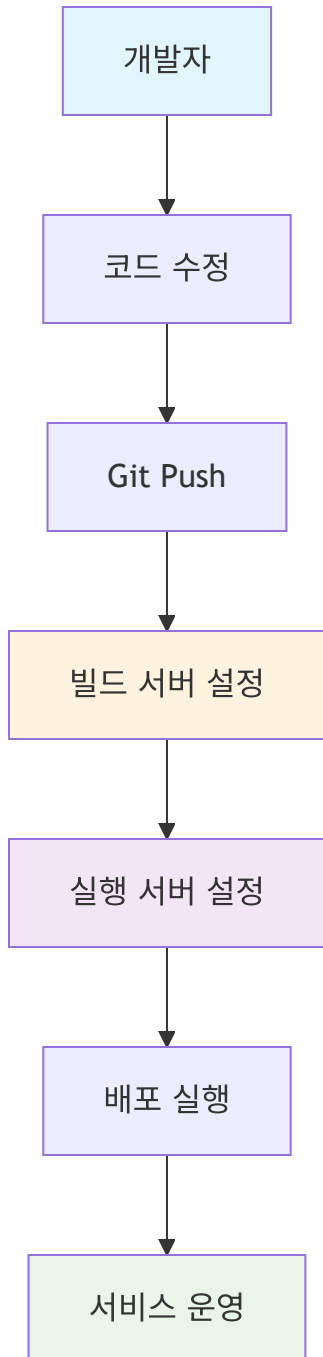 개발자
코드 수정
Git Push
빌드 서버 설정
실행 서버 설정
배포 실행
서비스 운영